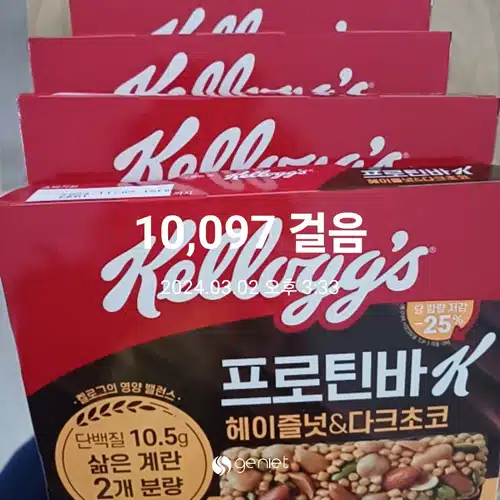 Kellogg's
Kellogg's
Kellogg's
프로틴바K
헤이즐넛&다크초코
10,097 걸음
Kellogg's
2024.03.02 오후 3:33
당 함량 저감
-25%
프로틴바K
헤이즐넛&다크초코
켈로그의 영양 밸런스
단백질 10.5g
삶은 계란
2개 분량
geniet